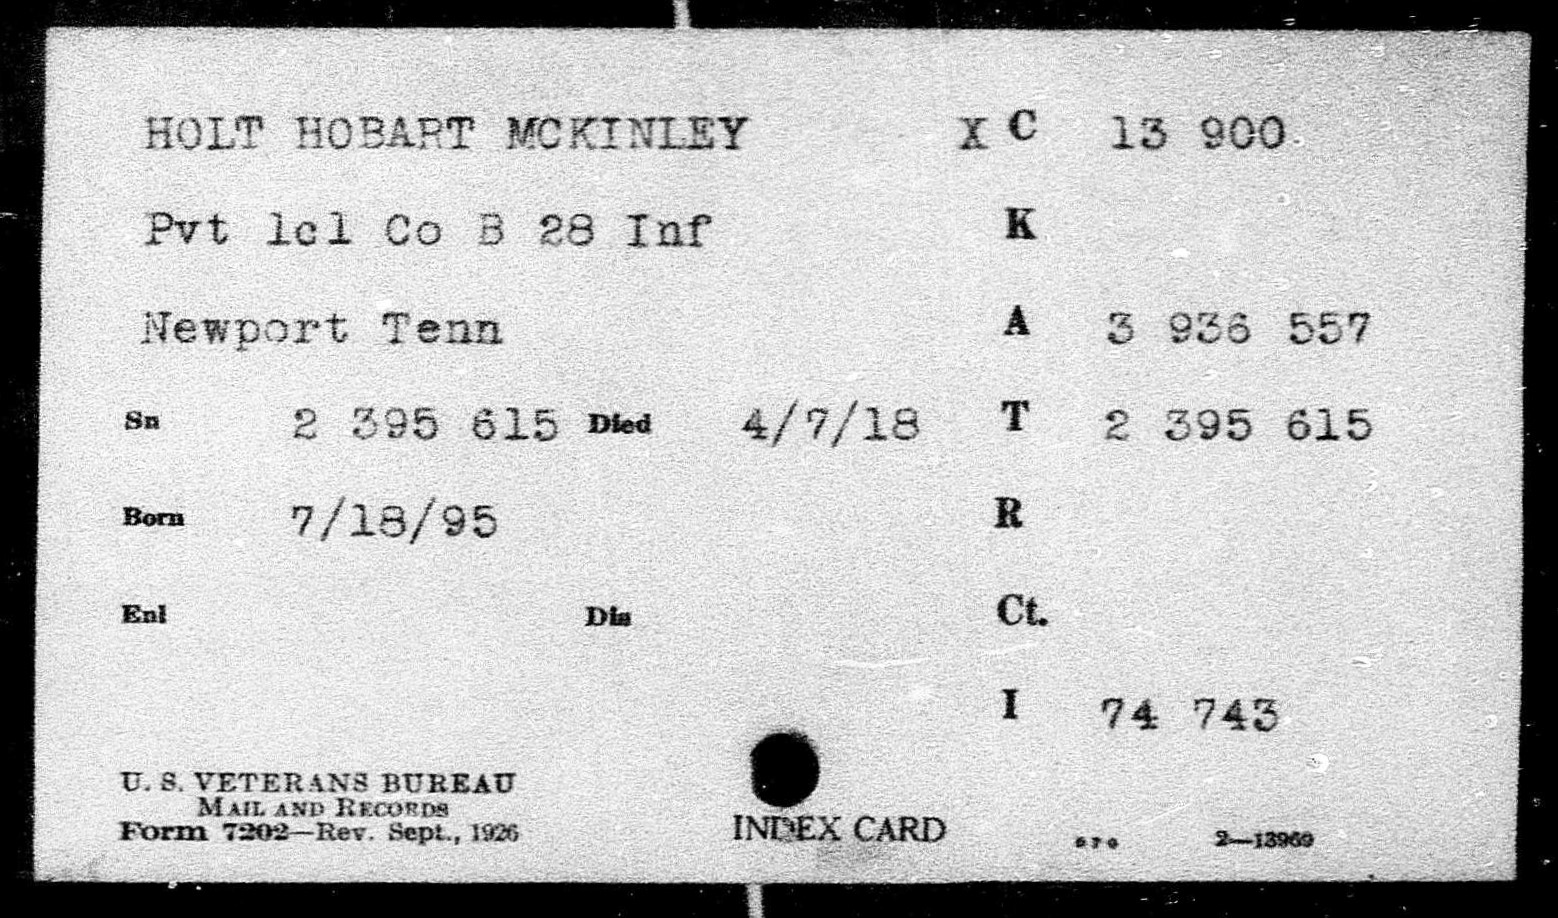 HOLT HOBART MCKINLEY X C 13 900
Pvt 1cl Co B 28 Inf K
Newport Tenn A 3 936 557
Sn 2 395 615 Died 4/7/18 T 2 395 615
Born 7/18/95 R
Enl Dis Ct.
I 74 743
U. S. VETERANS BUREAU
MAIL AND RECORDS
Form 7202—Rev. Sept., 1926
INDEX CARD
2—13969